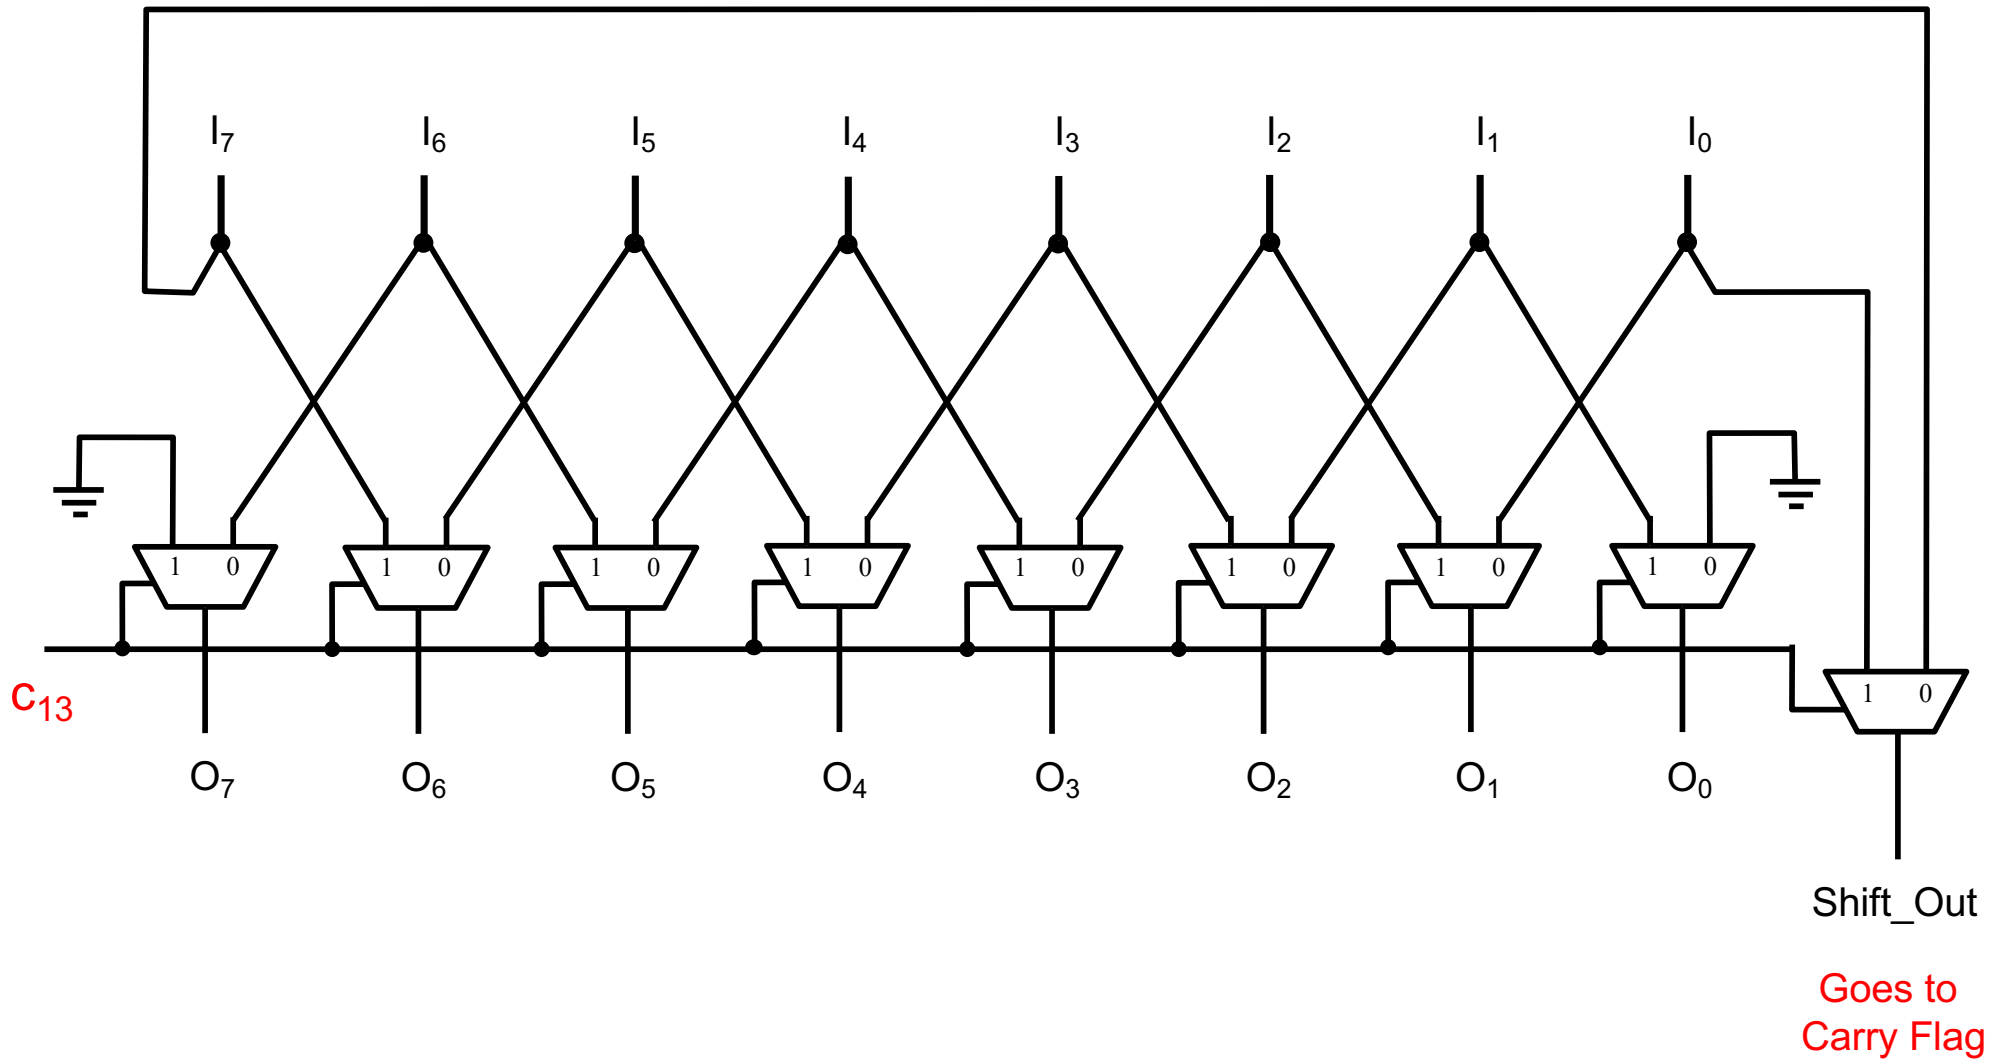 I₇ I₆ I₅ I₄ I₃ I₂ I₁ I₀
1 0 1 0 1 0 1 0 1 0 1 0 1 0 1 0
c₁₃
1 0
O₇ O₆ O₅ O₄ O₃ O₂ O₁ O₀
Shift_Out
Goes to
Carry Flag